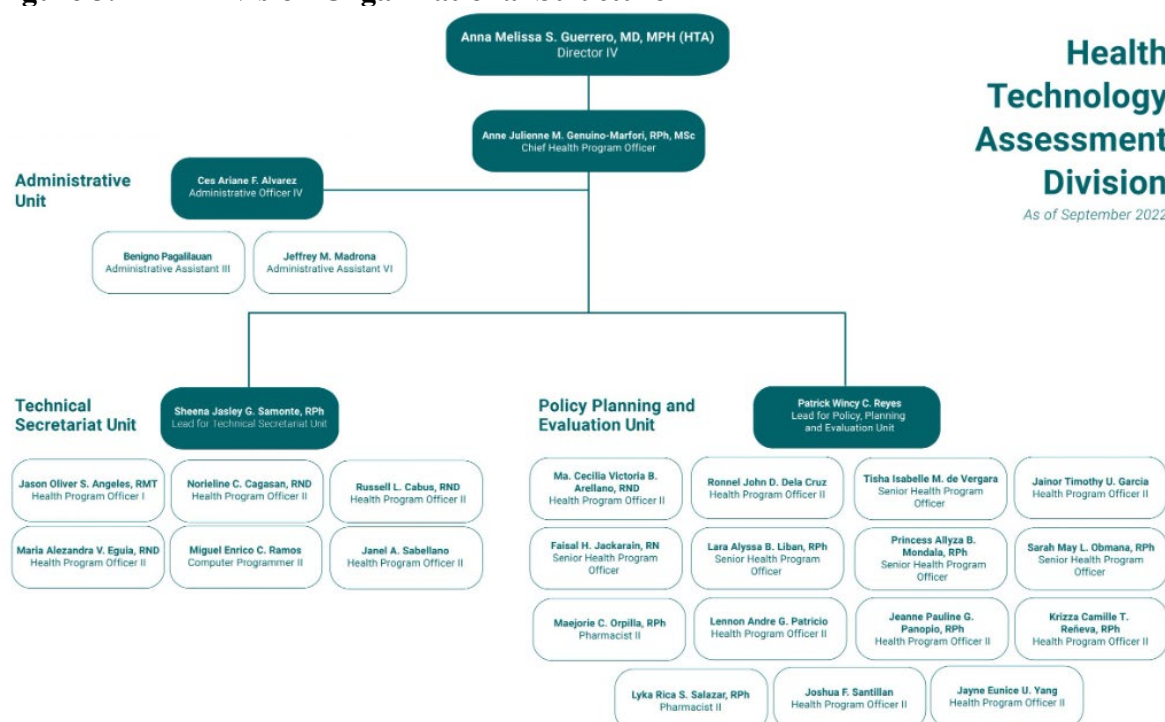 Anna Melissa S. Guerrero, MD, MPH (HTA)
Director IV
Health
Technology
Assessment
Division
As of September 2022
Anne Julienne M. Genuino-Marfori, RPh, MSc
Chief Health Program Officer
Administrative
Unit
Ces Ariane F. Alvarez
Administrative Officer IV
Benigno Pagalilauan
Administrative Assistant III
Jeffrey M. Madrona
Administrative Assistant VI
Technical
Secretariat Unit
Sheena Jasley G. Samonte, RPh
Lead for Technical Secretariat Unit
Jason Oliver S. Angeles, RMT
Health Program Officer I
Norieline C. Cagasan, RND
Health Program Officer II
Russell L. Cabus, RND
Health Program Officer II
Maria Alezandra V. Eguia, RND
Health Program Officer II
Miguel Enrico C. Ramos
Computer Programmer II
Janel A. Sabellano
Health Program Officer II
Policy Planning and
Evaluation Unit
Patrick Wincy C. Reyes
Lead for Policy, Planning
and Evaluation Unit
Ma. Cecilia Victoria B.
Arellano, RND
Health Program Officer II
Ronnel John D. Dela Cruz
Health Program Officer II
Tisha Isabelle M. de Vergara
Senior Health Program
Officer
Jainor Timothy U. Garcia
Health Program Officer II
Faisal H. Jackarain, RN
Senior Health Program
Officer
Lara Alyssa B. Liban, RPh
Senior Health Program
Officer
Princess Allyza B.
Mondala, RPh
Senior Health Program
Officer
Sarah May L. Obmana, RPh
Senior Health Program
Officer
Maejorie C. Orpilla, RPh
Pharmacist II
Lennon Andre G. Patricio
Health Program Officer II
Jeanne Pauline G.
Panopio, RPh
Health Program Officer II
Krizza Camille T.
Reñeva, RPh
Health Program Officer II
Lyka Rica S. Salazar, RPh
Pharmacist II
Joshua F. Santillan
Health Program Officer II
Jayne Eunice U. Yang
Health Program Officer II